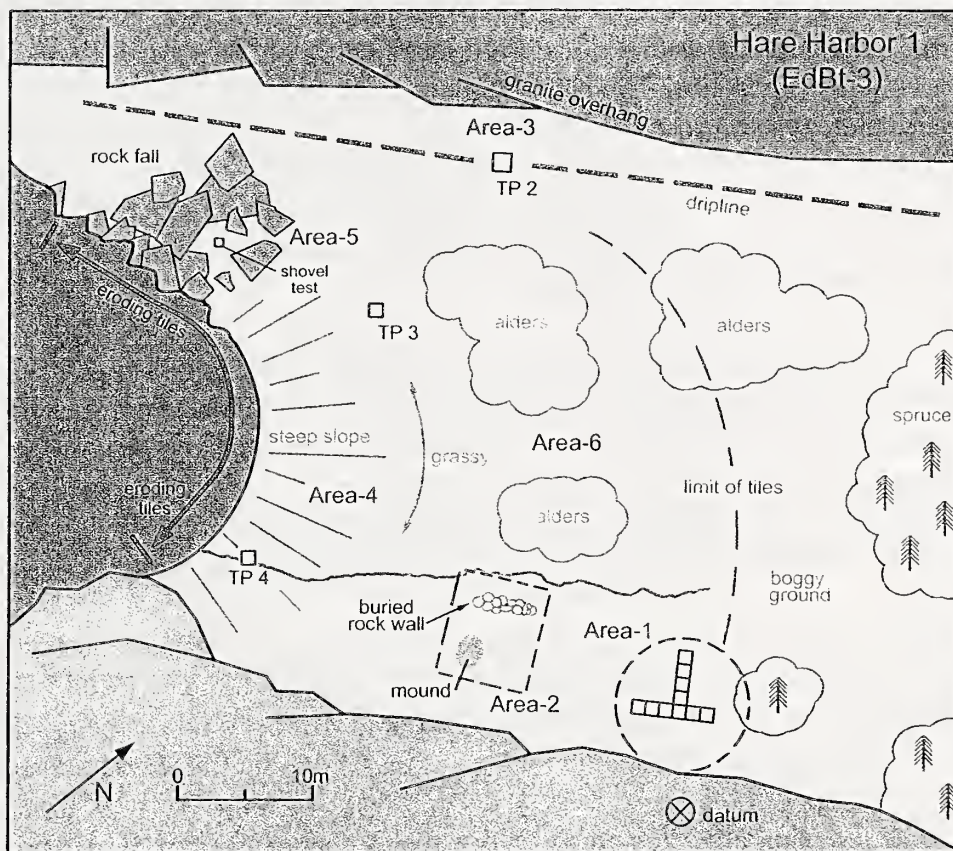 Hare Harbor 1
(EdBt-3)
granite overhang
Area-3
rock fall
TP 2
dripline
Area-5
shovel
test
eroding tiles
TP 3
alders
alders
spruce
steep slope
grassy
Area-6
Area-4
limit of tiles
eroding
tiles
alders
TP 4
boggy
ground
buried
rock wall
Area-1
mound
Area-2
N
0
10m
datum